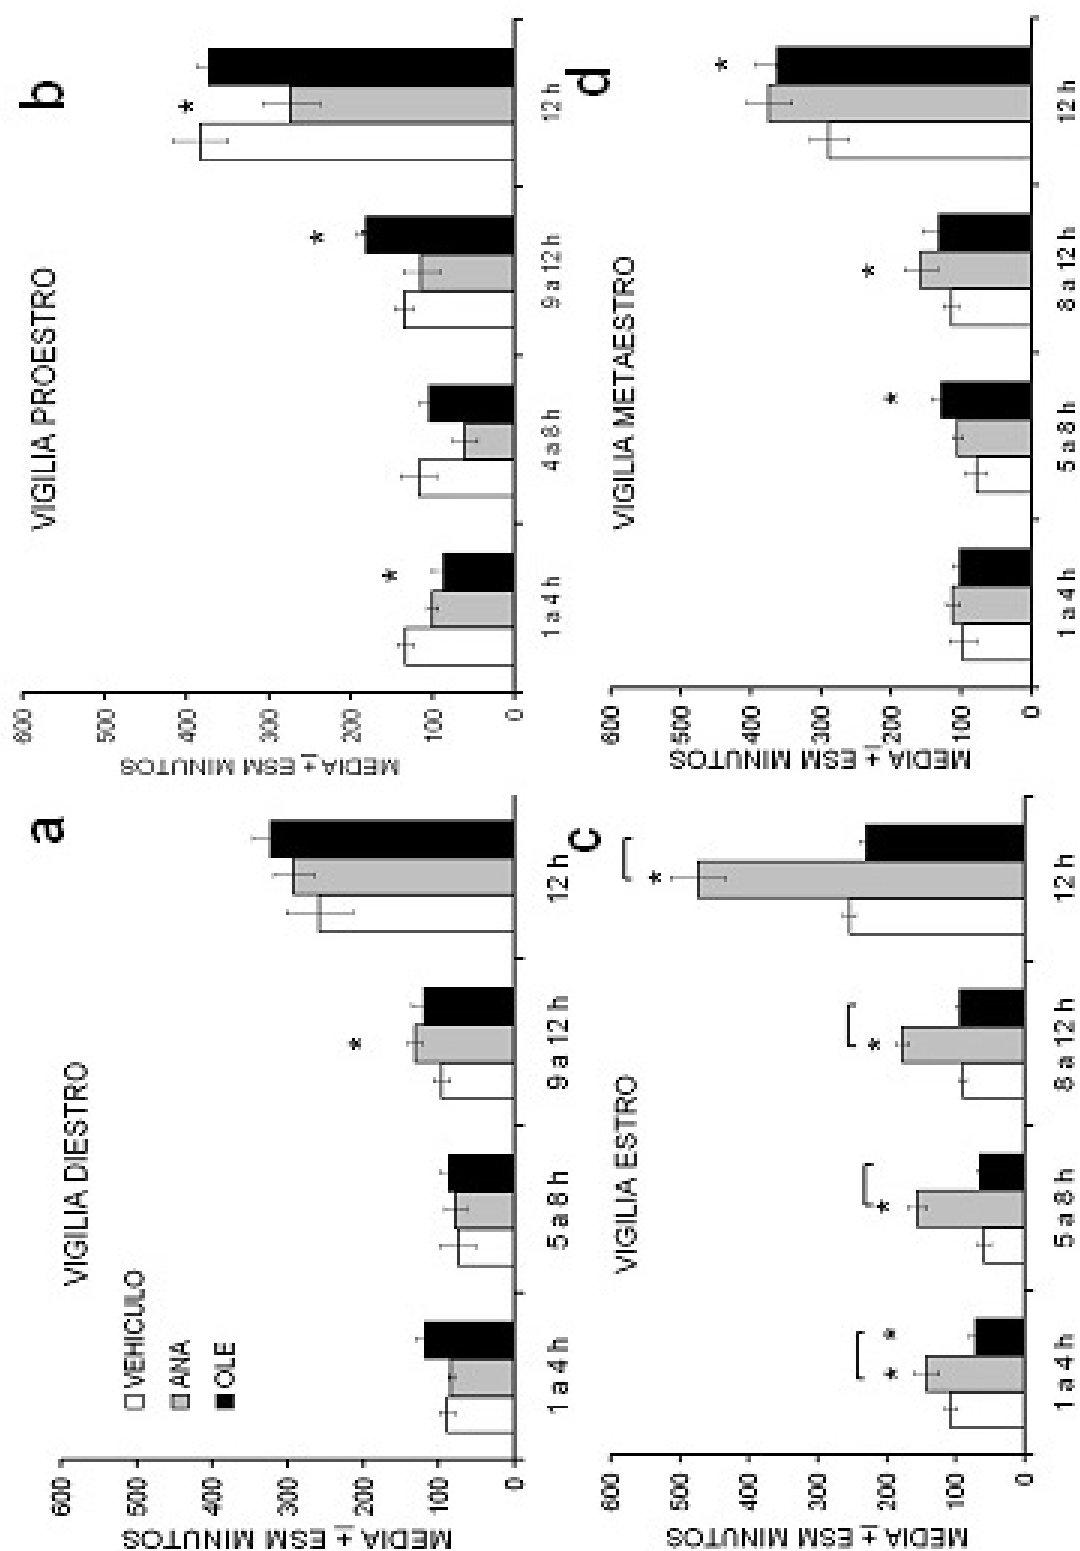 a
VIGILIA DIESTRO
VEHICULO
ANA
OLE
600
500
400
300
200
100
0
MEDIA ± ESM MINUTOS
*
1 a 4 h
5 a 8 h
9 a 12 h
12 h
b
VIGILIA PROESTRO
600
500
400
300
200
100
0
MEDIA ± ESM MINUTOS
*
*
*
1 a 4 h
4 a 8 h
9 a 12 h
12 h
c
VIGILIA ESTRO
600
500
400
300
200
100
0
MEDIA ± ESM MINUTOS
* *
*
*
*
1 a 4 h
5 a 8 h
8 a 12 h
12 h
d
VIGILIA METAESTRO
600
500
400
300
200
100
0
MEDIA ± ESM MINUTOS
*
*
*
1 a 4 h
5 a 8 h
8 a 12 h
12 h